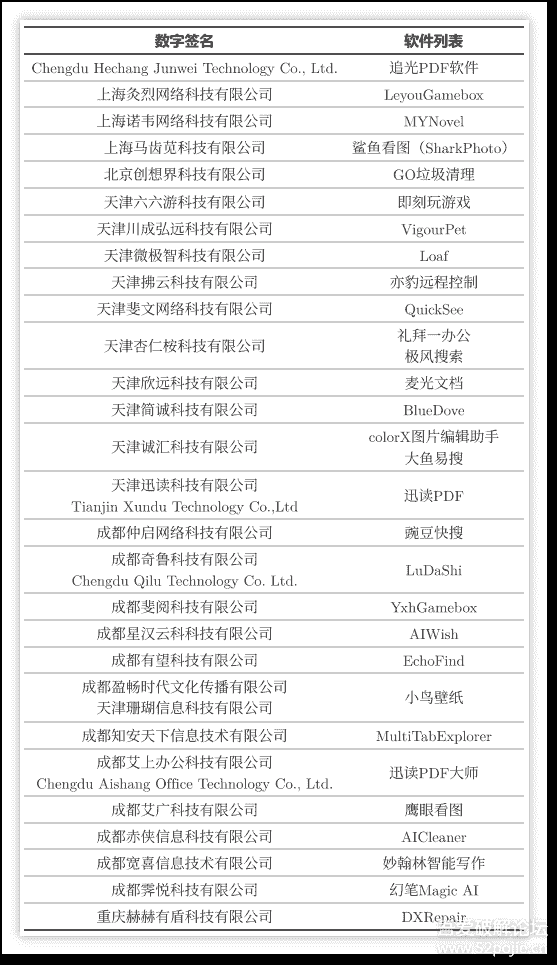 数字签名 软件列表
Chengdu Hechang Junwei Technology Co., Ltd. 追光PDF软件
上海灸烈网络科技有限公司 LeyouGamebox
上海诺韦网络科技有限公司 MYNovel
上海马齿苋科技有限公司 鲨鱼看图（SharkPhoto）
北京创想界科技有限公司 GO垃圾清理
天津六六游科技有限公司 即刻玩游戏
天津川成弘远科技有限公司 VigourPet
天津微极智科技有限公司 Loaf
天津拂云科技有限公司 亦豹远程控制
天津斐文网络科技有限公司 QuickSee
天津杏仁桉科技有限公司 礼拜一办公
极风搜索
天津欣远科技有限公司 麦光文档
天津简诚科技有限公司 BlueDove
天津诚汇科技有限公司 colorX图片编辑助手
大鱼易搜
天津迅读科技有限公司
Tianjin Xundu Technology Co.,Ltd 迅读PDF
成都仲启网络科技有限公司 豌豆快搜
成都奇鲁科技有限公司
Chengdu Qilu Technology Co. Ltd. LuDaShi
成都斐阅科技有限公司 YxhGamebox
成都星汉云科科技有限公司 AIWish
成都有望科技有限公司 EchoFind
成都盈畅时代文化传播有限公司
天津珊瑚信息科技有限公司 小鸟壁纸
成都知安天下信息技术有限公司 MultiTabExplorer
成都艾上办公科技有限公司
Chengdu Aishang Office Technology Co., Ltd. 迅读PDF大师
成都艾广科技有限公司 鹰眼看图
成都赤侠信息科技有限公司 AICleaner
成都宽喜信息技术有限公司 妙翰林智能写作
成都霁悦科技有限公司 幻笔Magic AI
重庆赫赫有盾科技有限公司 DXRepair
吾爱破解论坛
www.52pojie.cn